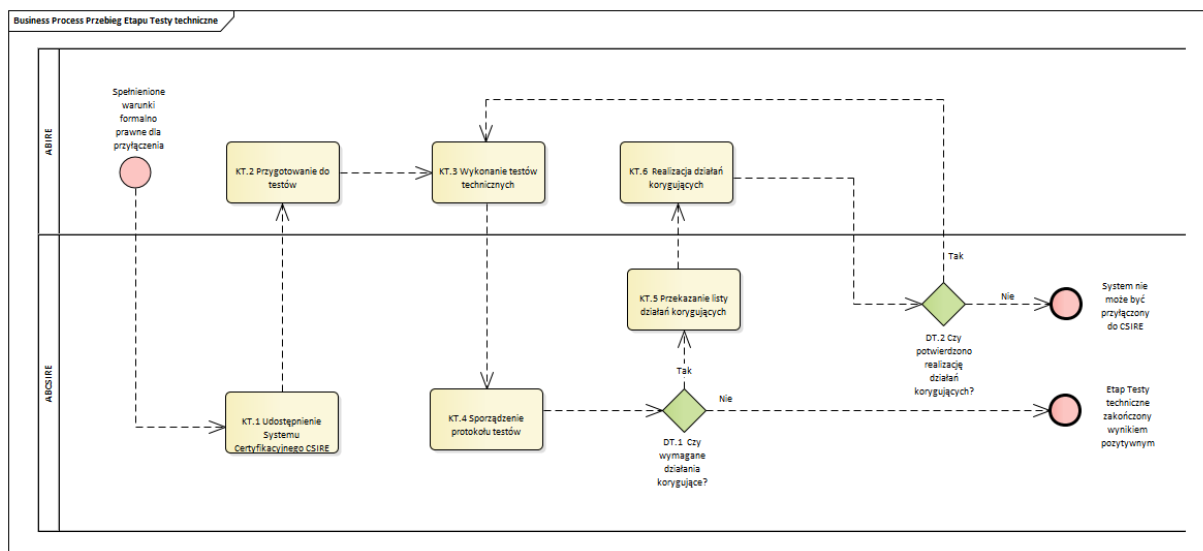 Business Process Przebieg Etapu Testy techniczne
ABIRE
Spełnienione
warunki
formalno
prawne dla
przyłączenia
KT.2 Przygotowanie do
testów
KT.3 Wykonanie testów
technicznych
KT.6 Realizacja działań
korygujących
ABCSIRE
KT.1 Udostępnienie
Systemu
Certyfikacyjnego CSIRE
KT.4 Sporządzenie
protokołu testów
KT.5 Przekazanie listy
działań korygujących
Tak
DT.1 Czy
wymagane
działania
korygujące?
Nie
Tak
DT.2 Czy
potwierdzono
realizację
działań
korygujących?
Nie
System nie
może być
przyłączony
do CSIRE
Etap Testy
techniczne
zakończony
wynikiem
pozytywnym